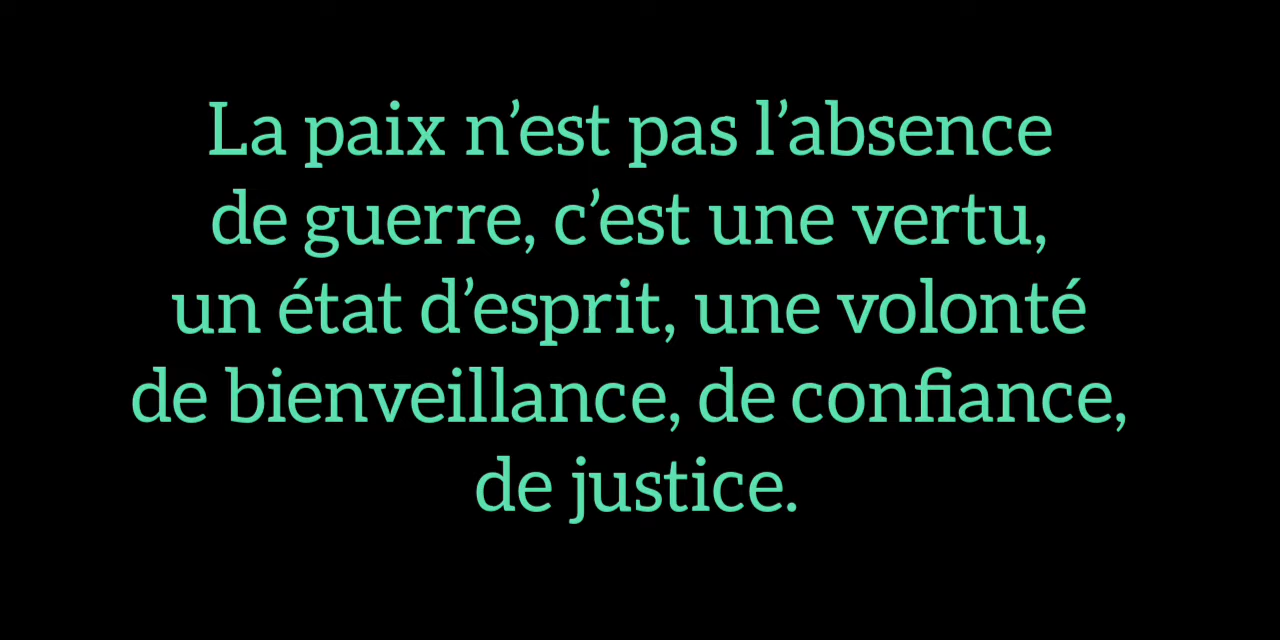 La paix n’est pas l’absence
de guerre, c’est une vertu,
un état d’esprit, une volonté
de bienveillance, de confiance,
de justice.